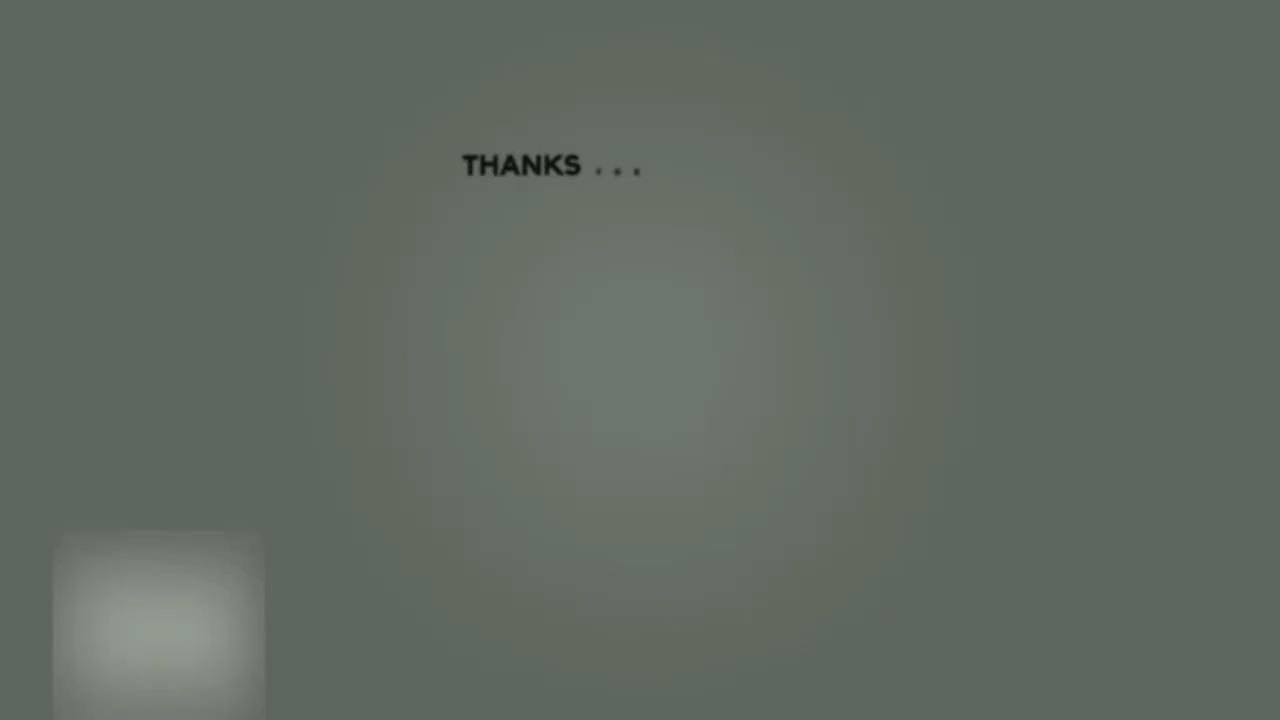 THANKS . . .